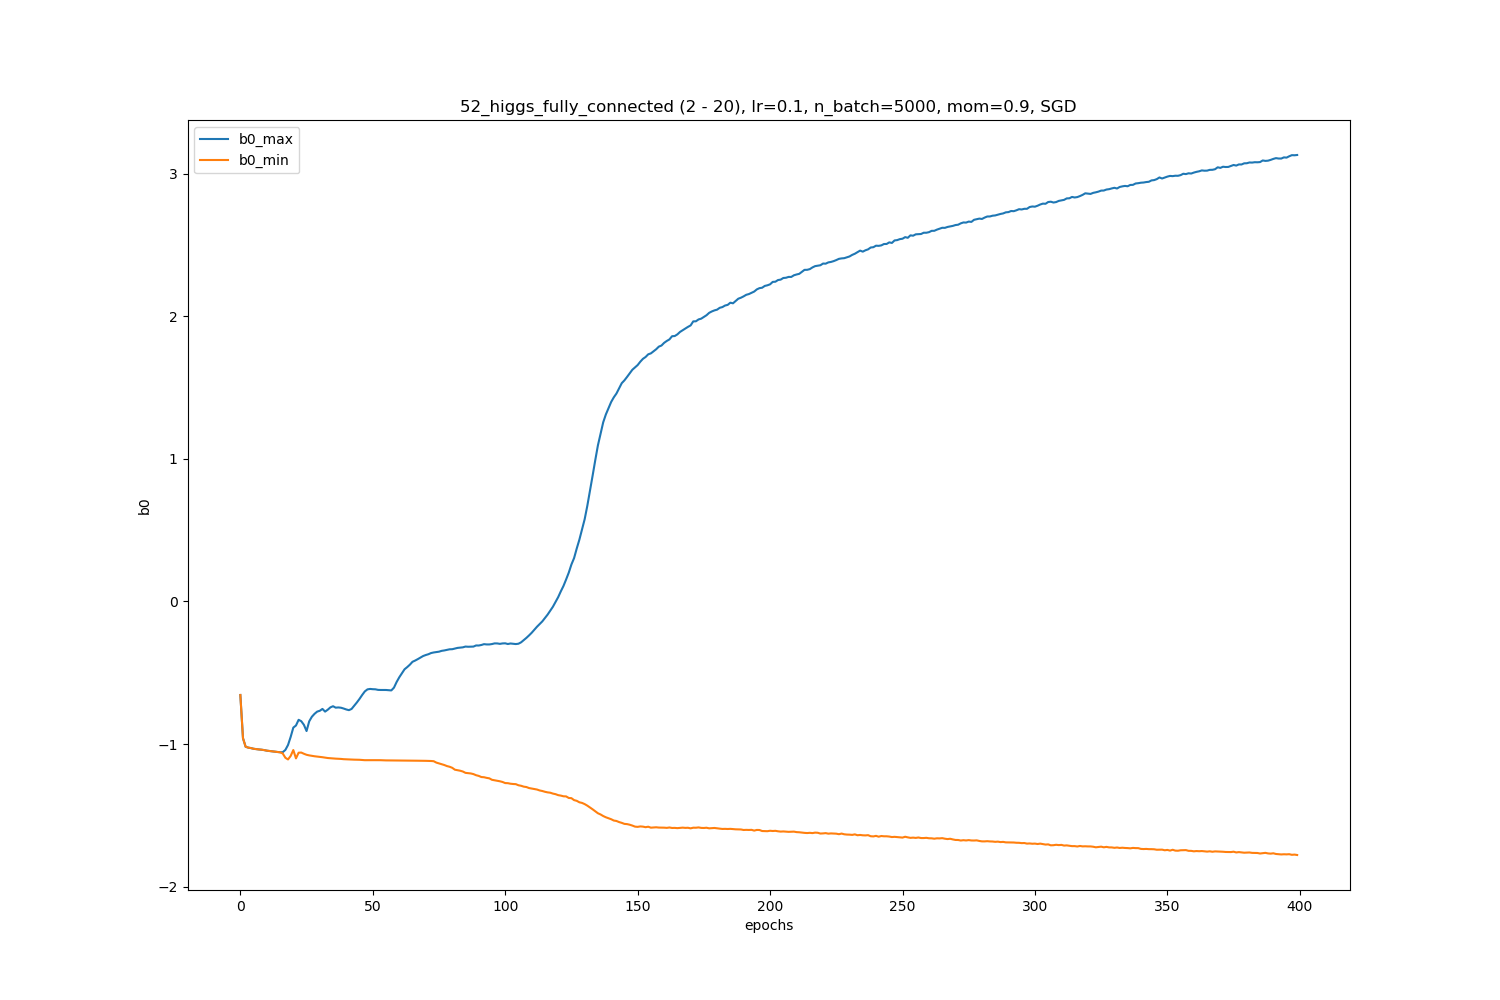 52_higgs_fully_connected (2 - 20), lr=0.1, n_batch=5000, mom=0.9, SGD
b0_max
b0_min
3
2
1
0
−1
−2
b0
0 50 100 150 200 250 300 350 400
epochs